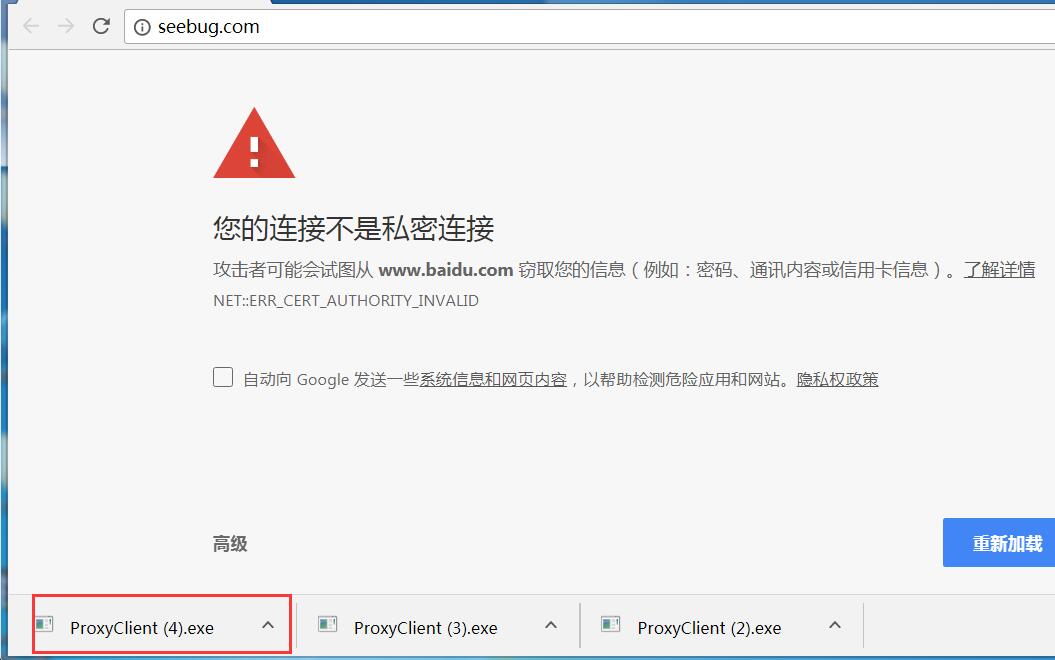 seebug.com
您的连接不是私密连接
攻击者可能会试图从 www.baidu.com 窃取您的信息（例如：密码、通讯内容或信用卡信息）。了解详情
NET::ERR_CERT_AUTHORITY_INVALID
自动向 Google 发送一些系统信息和网页内容，以帮助检测危险应用和网站。隐私权政策
高级
重新加载
ProxyClient (4).exe
ProxyClient (3).exe
ProxyClient (2).exe